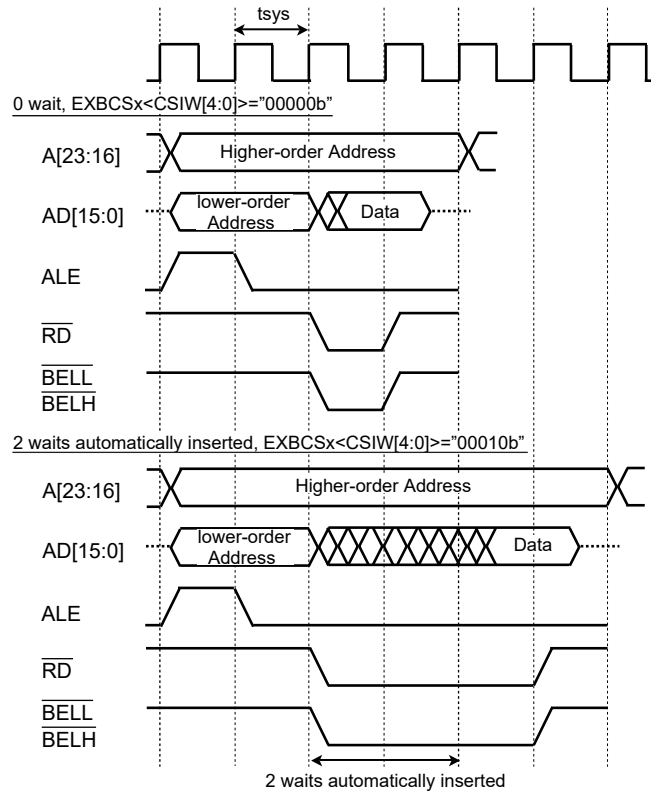 tsys
0 wait, EXBCSx<CSIW[4:0]>="00000b"
A[23:16]
Higher-order Address
AD[15:0]
lower-order
Address
Data
ALE
RD
BELL
BELH
2 waits automatically inserted, EXBCSx<CSIW[4:0]>="00010b"
A[23:16]
Higher-order Address
AD[15:0]
lower-order
Address
Data
ALE
RD
BELL
BELH
2 waits automatically inserted